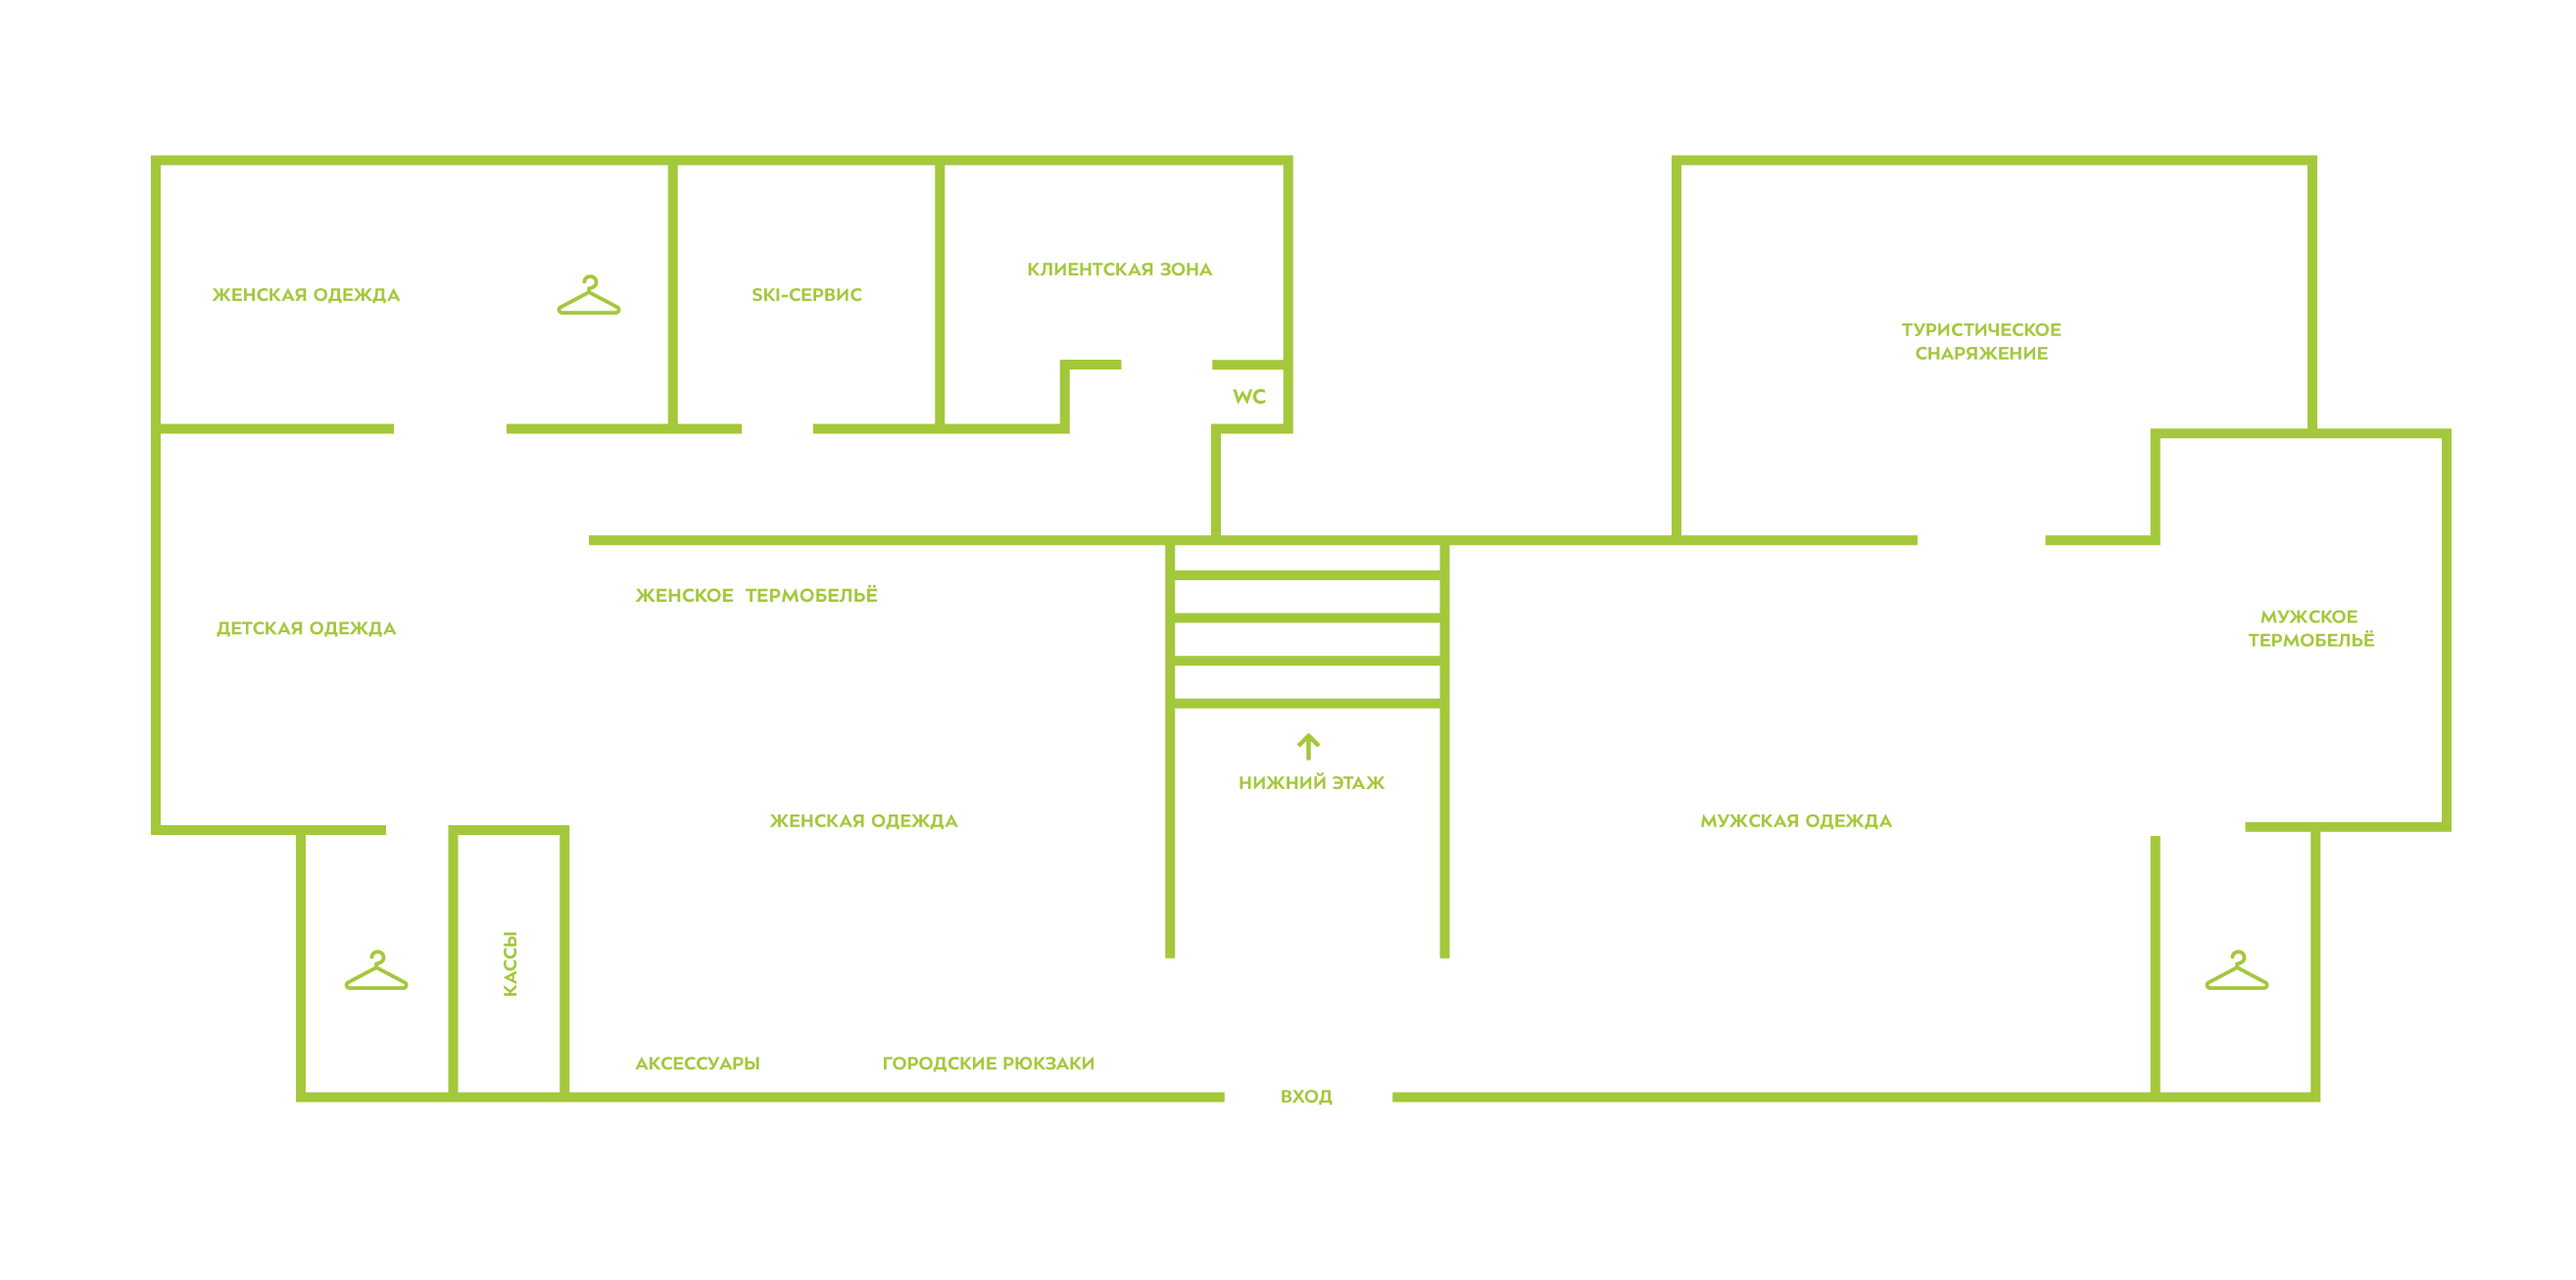 КЛИЕНТСКАЯ ЗОНА
ЖЕНСКАЯ ОДЕЖДА
SKI-СЕРВИС
ТУРИСТИЧЕСКОЕ
СНАРЯЖЕНИЕ
WC
ЖЕНСКОЕ ТЕРМОБЕЛЬЁ
ДЕТСКАЯ ОДЕЖДА
МУЖСКОЕ
ТЕРМОБЕЛЬЁ
НИЖНИЙ ЭТАЖ
ЖЕНСКАЯ ОДЕЖДА
МУЖСКАЯ ОДЕЖДА
КАССЫ
АКСЕССУАРЫ
ГОРОДСКИЕ РЮКЗАКИ
ВХОД